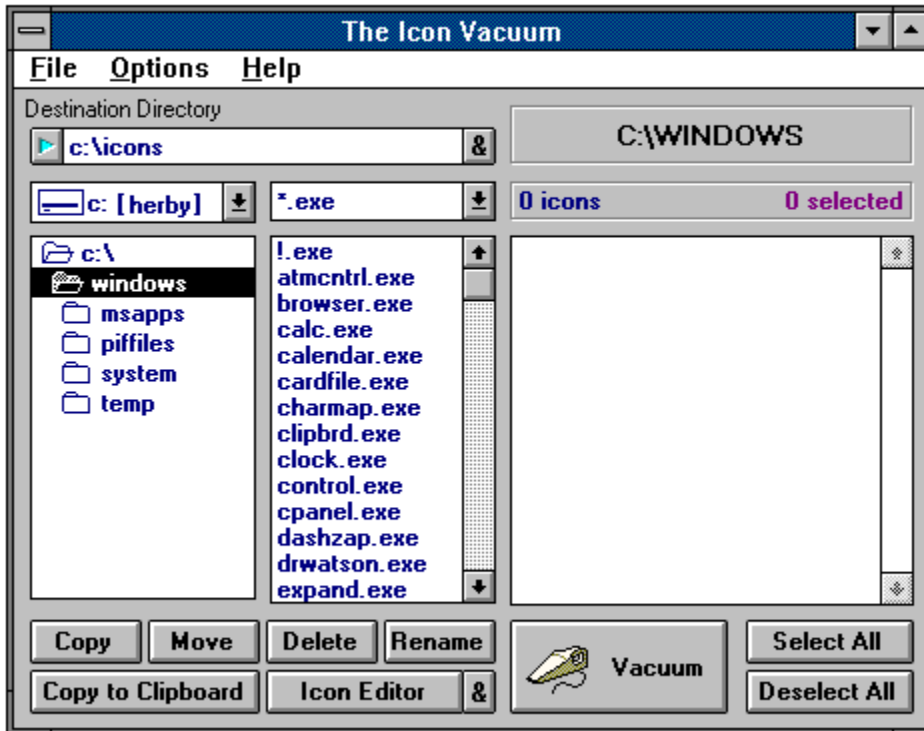 The Icon Vacuum
File Options Help
Destination Directory
c:\icons &
C:\WINDOWS
c: [herby]
*.exe
0 icons 0 selected
c:\
windows
msapps
piffiles
system
temp
!.exe
atmcntrl.exe
browser.exe
calc.exe
calendar.exe
cardfile.exe
charmap.exe
clipbrd.exe
clock.exe
control.exe
cpanel.exe
dashzap.exe
drwatson.exe
expand.exe
Copy Move Delete Rename
Copy to Clipboard Icon Editor &
Vacuum
Select All
Deselect All